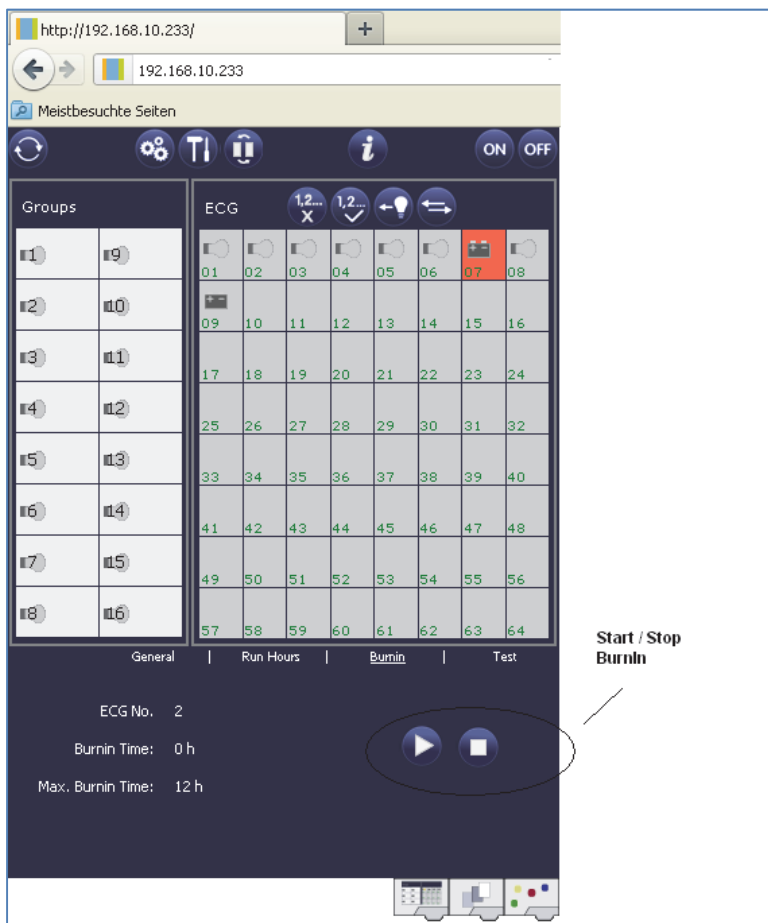 http://192.168.10.233/
+
192.168.10.233
Meistbesuchte Seiten
i ON OFF
Groups
ECG 1,2... X 1,2...
1 9
2 10
3 11
4 12
5 13
6 14
7 15
8 16
01 02 03 04 05 06 07 08
09 10 11 12 13 14 15 16
17 18 19 20 21 22 23 24
25 26 27 28 29 30 31 32
33 34 35 36 37 38 39 40
41 42 43 44 45 46 47 48
49 50 51 52 53 54 55 56
57 58 59 60 61 62 63 64
General | Run Hours | Burnin | Test
ECG No. 2
Burnin Time: 0 h
Max. Burnin Time: 12 h
Start / Stop
BurnIn